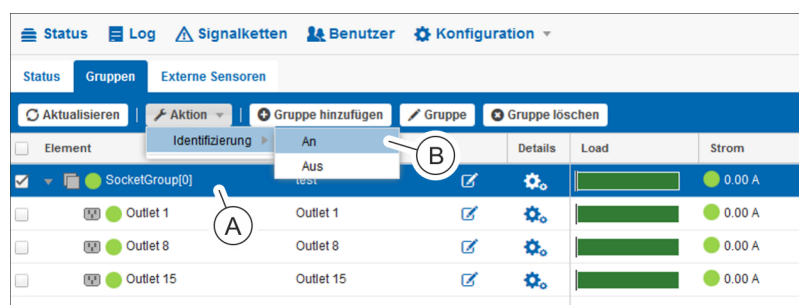 Status Log Signalketten Benutzer Konfiguration
Status Gruppen Externe Sensoren
Aktualisieren Aktion Gruppe hinzufügen Gruppe Gruppe löschen
Element Identifizierung An Details Load Strom
Aus
B
SocketGroup[0] test 0.00 A
A
Outlet 1 Outlet 1 0.00 A
Outlet 8 Outlet 8 0.00 A
Outlet 15 Outlet 15 0.00 A